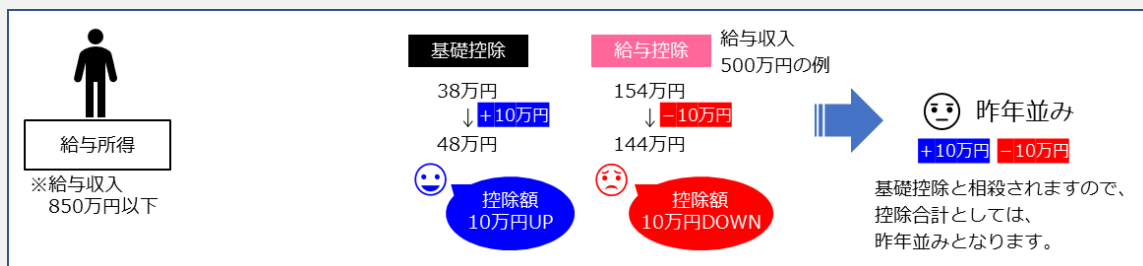 給与所得
※給与収入
850万円以下
基礎控除
38万円
↓+10万円
48万円
控除額
10万円UP
給与控除
給与収入
500万円の例
154万円
↓−10万円
144万円
控除額
10万円DOWN
昨年並み
+10万円 −10万円
基礎控除と相殺されますので、
控除合計としては、
昨年並みとなります。